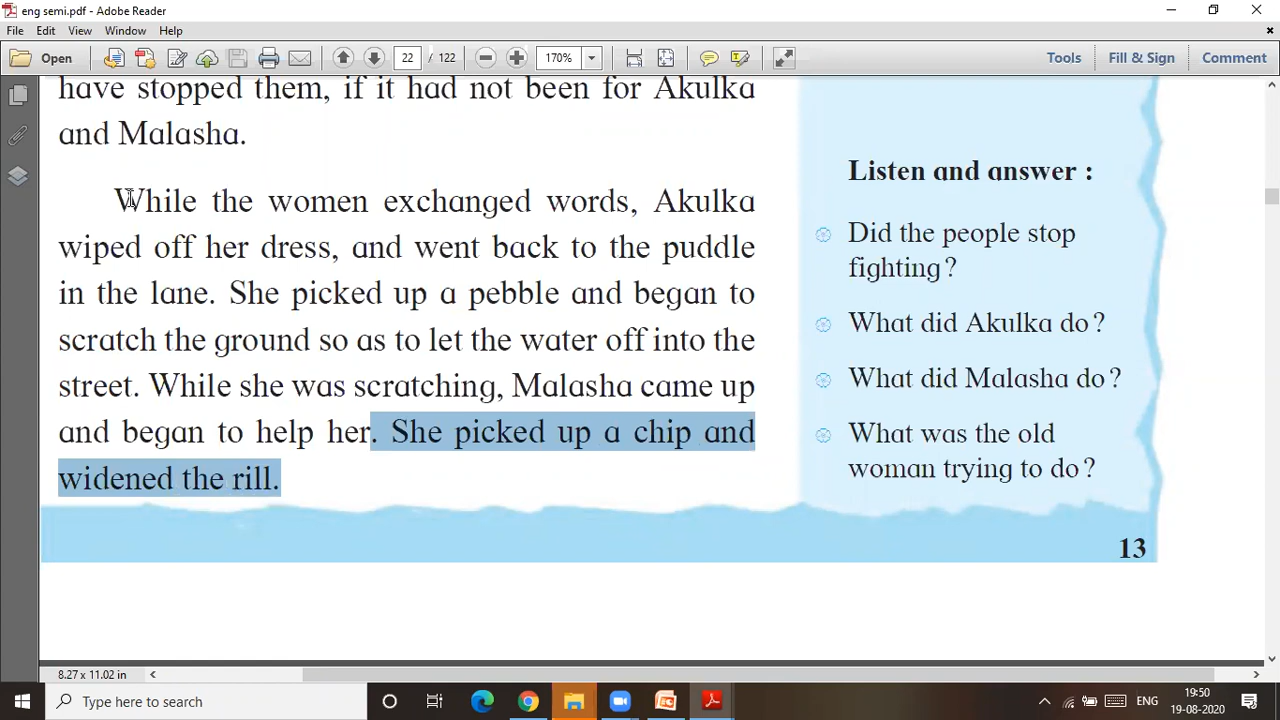 eng semi.pdf - Adobe Reader
File Edit View Window Help
Open 22 / 122 170% Tools Fill & Sign Comment
have stopped them, if it had not been for Akulka
and Malasha.
While the women exchanged words, Akulka
wiped off her dress, and went back to the puddle
in the lane. She picked up a pebble and began to
scratch the ground so as to let the water off into the
street. While she was scratching, Malasha came up
and began to help her. She picked up a chip and
widened the rill.
Listen and answer :
Did the people stop
fighting?
What did Akulka do?
What did Malasha do?
What was the old
woman trying to do?
13
8.27 x 11.02 in
Type here to search
ENG
19:50
19-08-2020